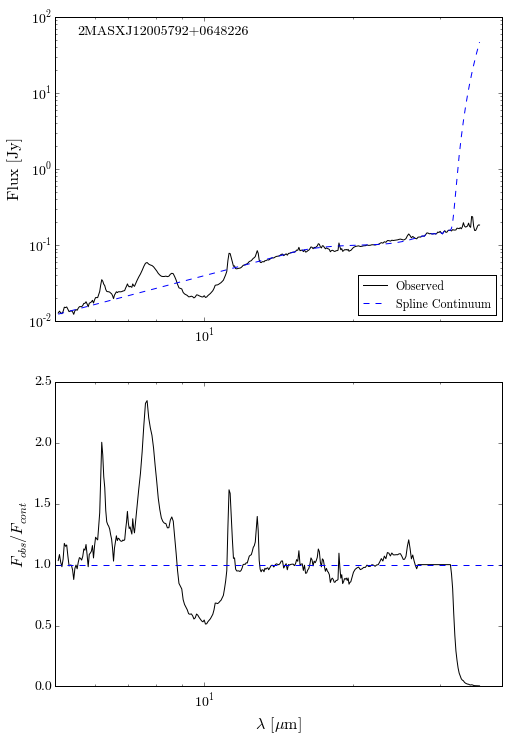 10^2
2MASXJ12005792+0648226
10^1
10^0
10^-1
10^-2
Flux [Jy]
Observed
Spline Continuum
10^1
2.5
2.0
1.5
1.0
0.5
0.0
F_obs/F_cont
10^1
λ [μm]